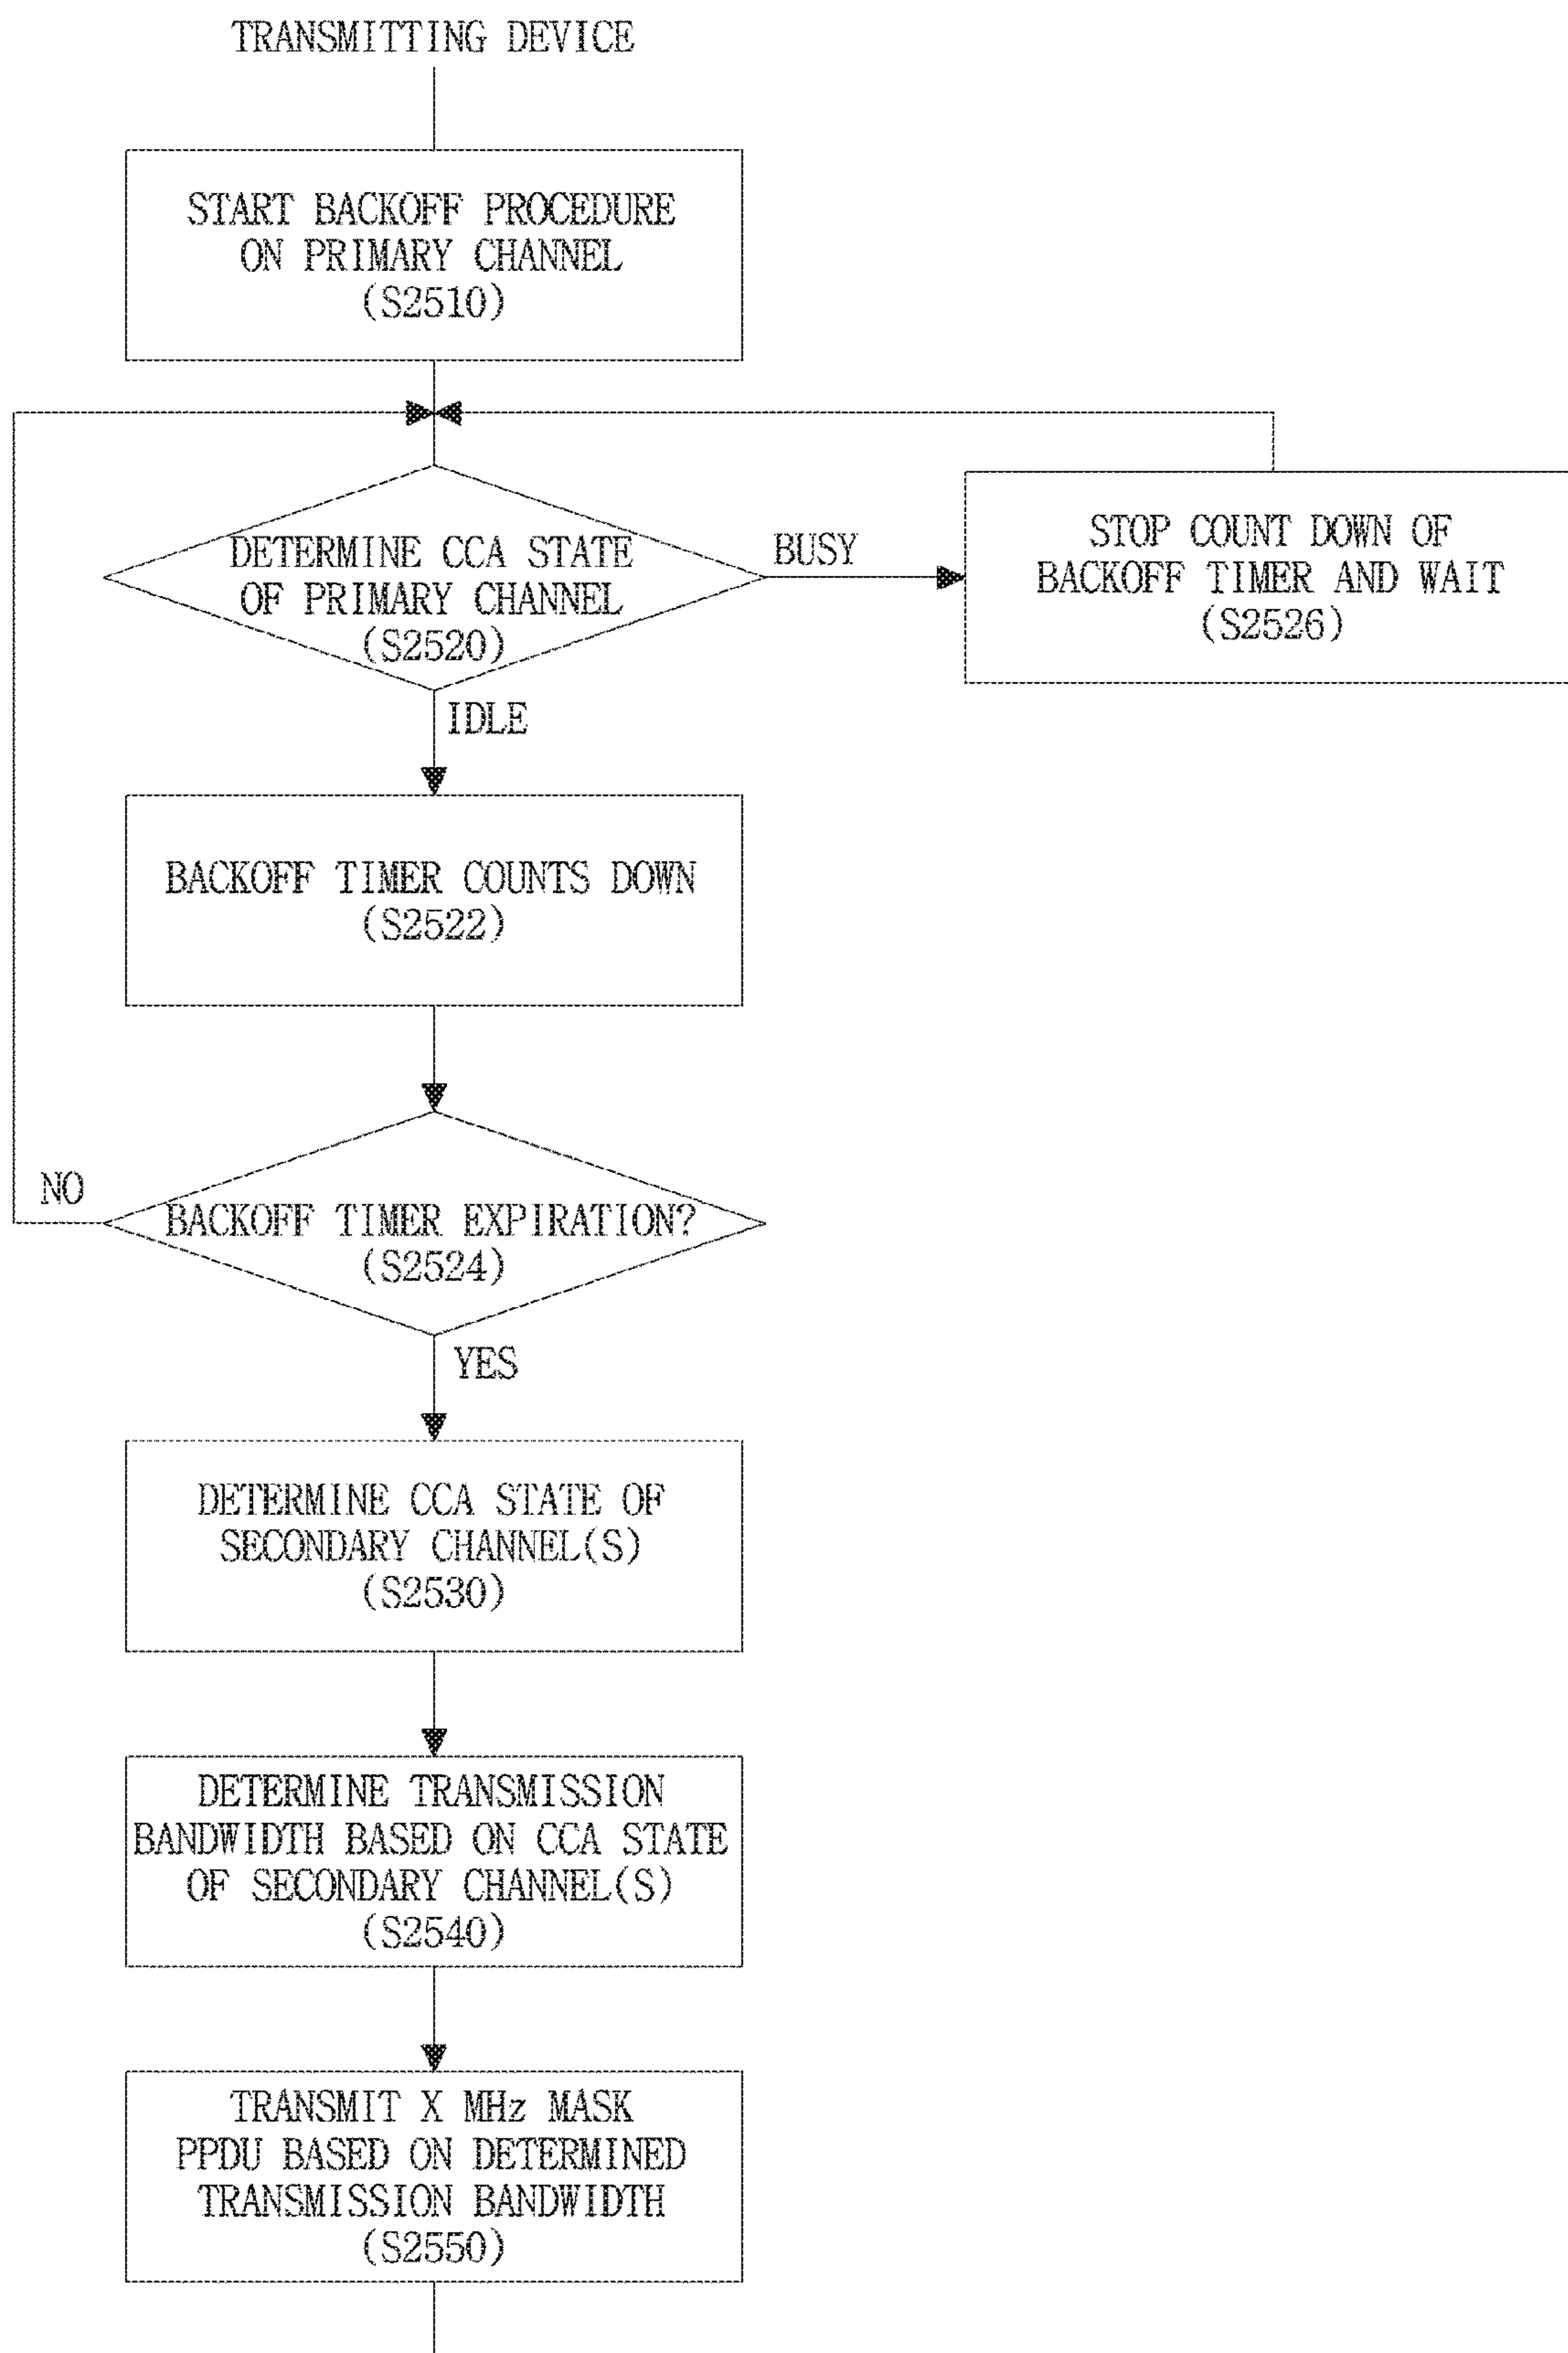 TRANSMITTING DEVICE
START BACKOFF PROCEDURE
ON PRIMARY CHANNEL
(S2510)
DETERMINE CCA STATE
OF PRIMARY CHANNEL
(S2520)
BUSY
STOP COUNT DOWN OF
BACKOFF TIMER AND WAIT
(S2526)
IDLE
BACKOFF TIMER COUNTS DOWN
(S2522)
NO
BACKOFF TIMER EXPIRATION?
(S2524)
YES
DETERMINE CCA STATE OF
SECONDARY CHANNEL(S)
(S2530)
DETERMINE TRANSMISSION
BANDWIDTH BASED ON CCA STATE
OF SECONDARY CHANNEL(S)
(S2540)
TRANSMIT X MHz MASK
PPDU BASED ON DETERMINED
TRANSMISSION BANDWIDTH
(S2550)